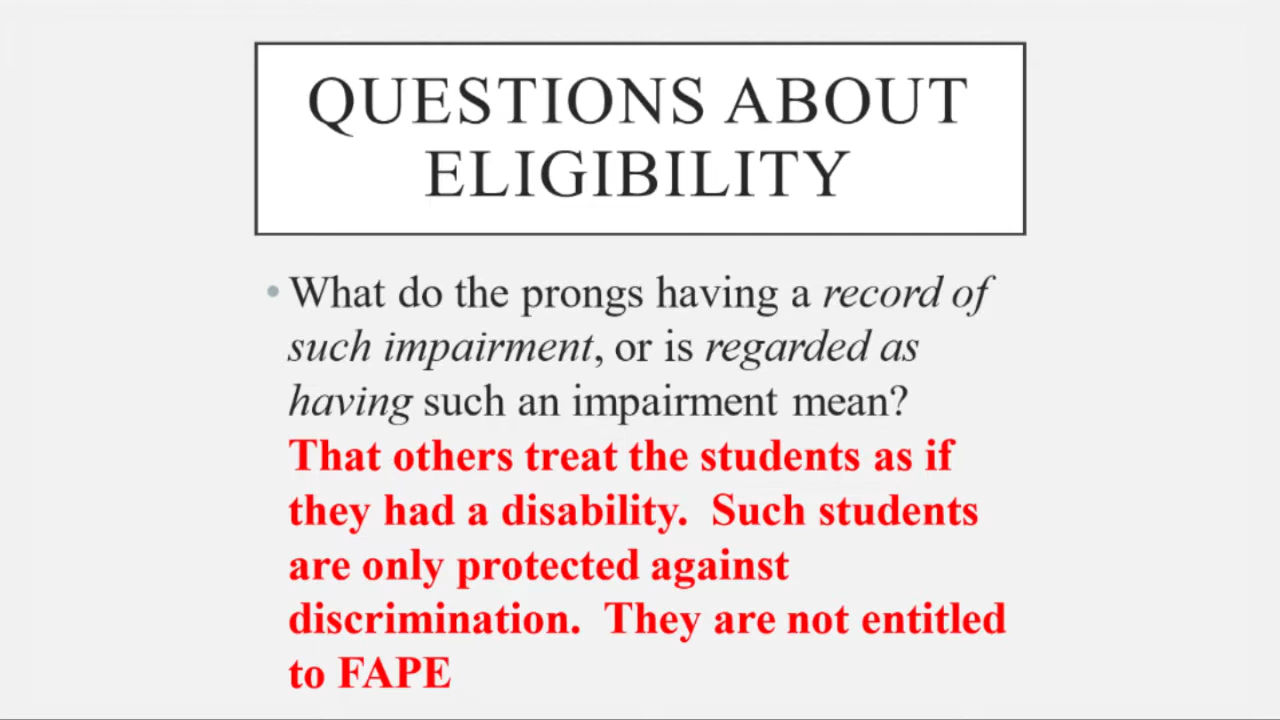 QUESTIONS ABOUT
ELIGIBILITY
• What do the prongs having a record of
such impairment, or is regarded as
having such an impairment mean?
That others treat the students as if
they had a disability.  Such students
are only protected against
discrimination.  They are not entitled
to FAPE